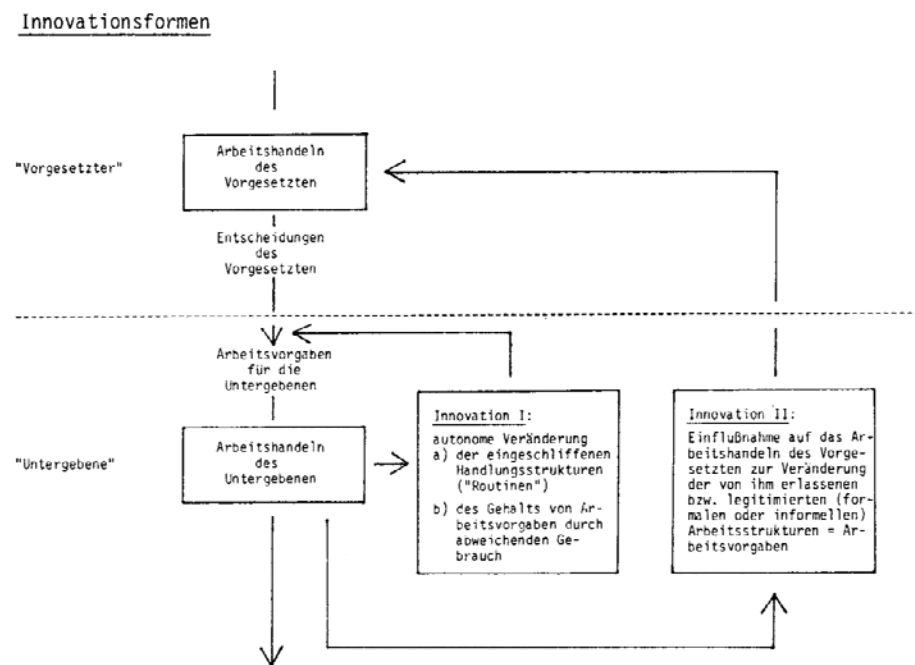 Innovationsformen
"Vorgesetzter"
Arbeitshandeln
des
Vorgesetzten
Entscheidungen
des
Vorgesetzten
Arbeitsvorgaben
für die
Untergebenen
"Untergebene"
Arbeitshandeln
des
Untergebenen
Innovation I:
autonome Veränderung
a) der eingeschliffenen
Handlungsstrukturen
("Routinen")
b) des Gehalts von Ar-
beitsvorgaben durch
abweichenden Ge-
brauch
Innovation II:
Einflußnahme auf das Ar-
beitshandeln des Vorge-
setzten zur Veränderung
der von ihm erlassenen
bzw. legitimierten (for-
malen oder informellen)
Arbeitsstrukturen = Ar-
beitsvorgaben